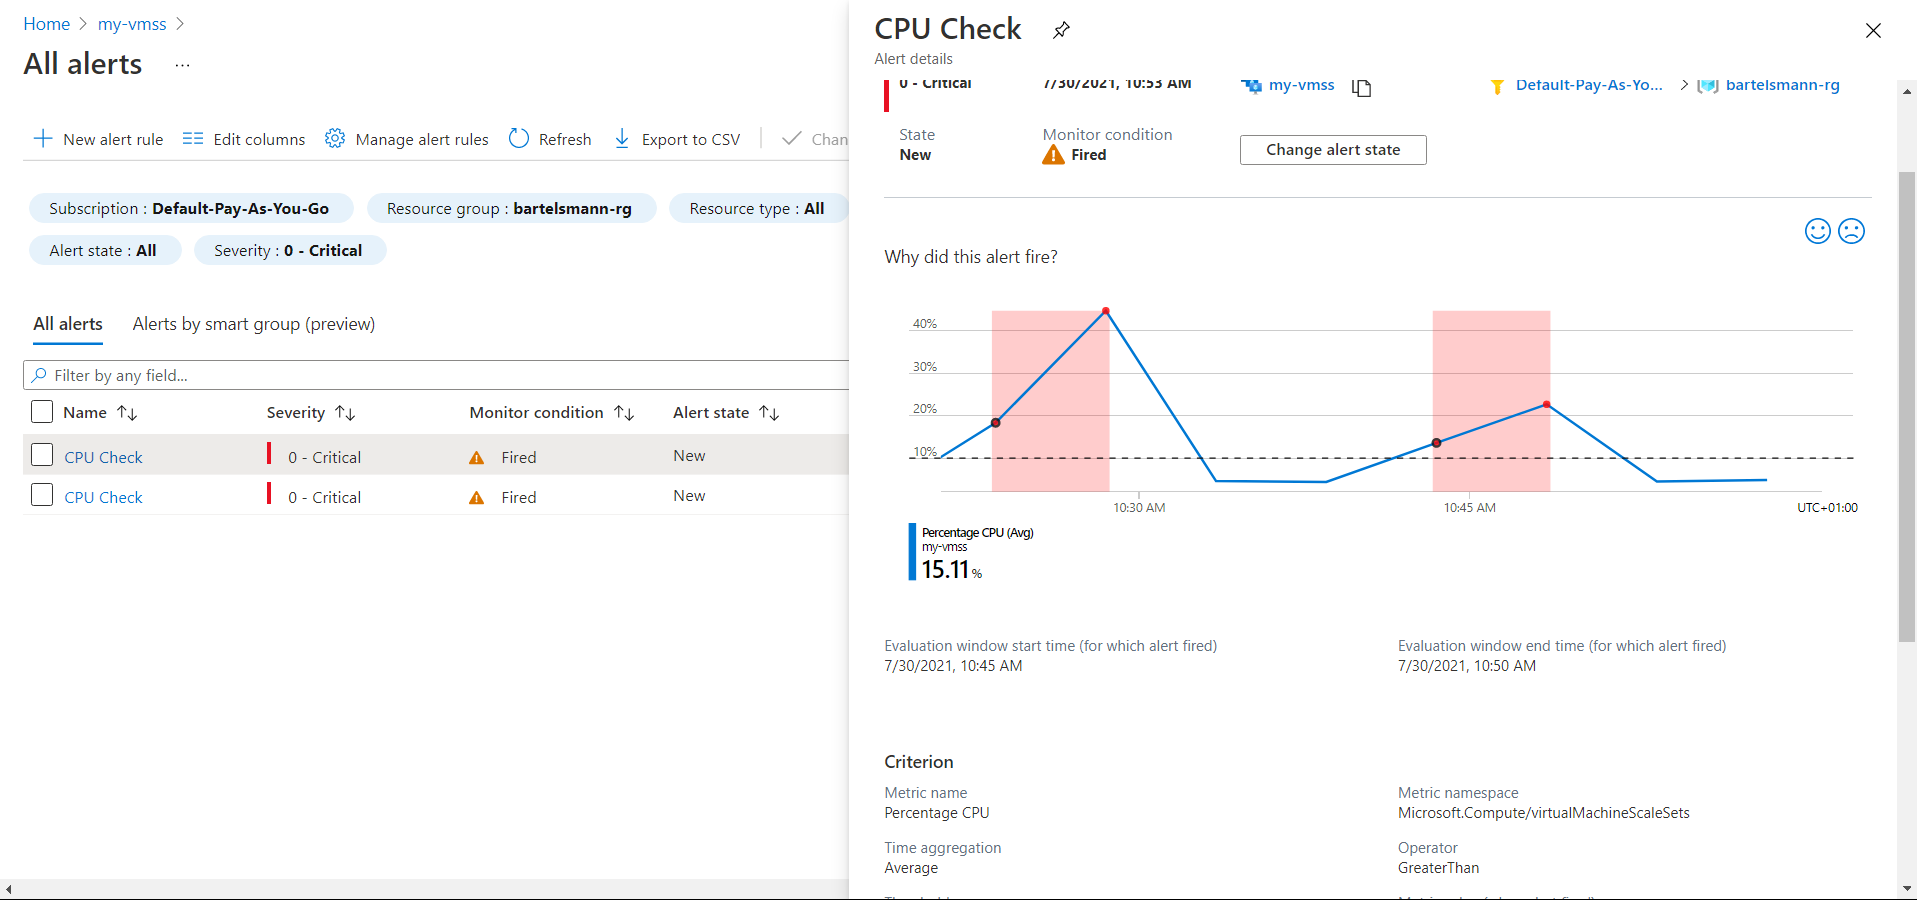 Home > my-vmss >
All alerts ...
New alert rule Edit columns Manage alert rules Refresh Export to CSV Chan
Subscription : Default-Pay-As-You-Go Resource group : bartelsmann-rg Resource type : All
Alert state : All Severity : 0 - Critical
All alerts Alerts by smart group (preview)
Filter by any field...
Name Severity Monitor condition Alert state
CPU Check 0 - Critical Fired New
CPU Check 0 - Critical Fired New
CPU Check
Alert details
0 - Critical 7/30/2021, 10:53 AM my-vmss Default-Pay-As-Yo... > bartelsmann-rg
State Monitor condition
New Fired Change alert state
Why did this alert fire?
40%
30%
20%
10%
10:30 AM 10:45 AM UTC+01:00
Percentage CPU (Avg)
my-vmss
15.11 %
Evaluation window start time (for which alert fired) Evaluation window end time (for which alert fired)
7/30/2021, 10:45 AM 7/30/2021, 10:50 AM
Criterion
Metric name Metric namespace
Percentage CPU Microsoft.Compute/virtualMachineScaleSets
Time aggregation Operator
Average GreaterThan